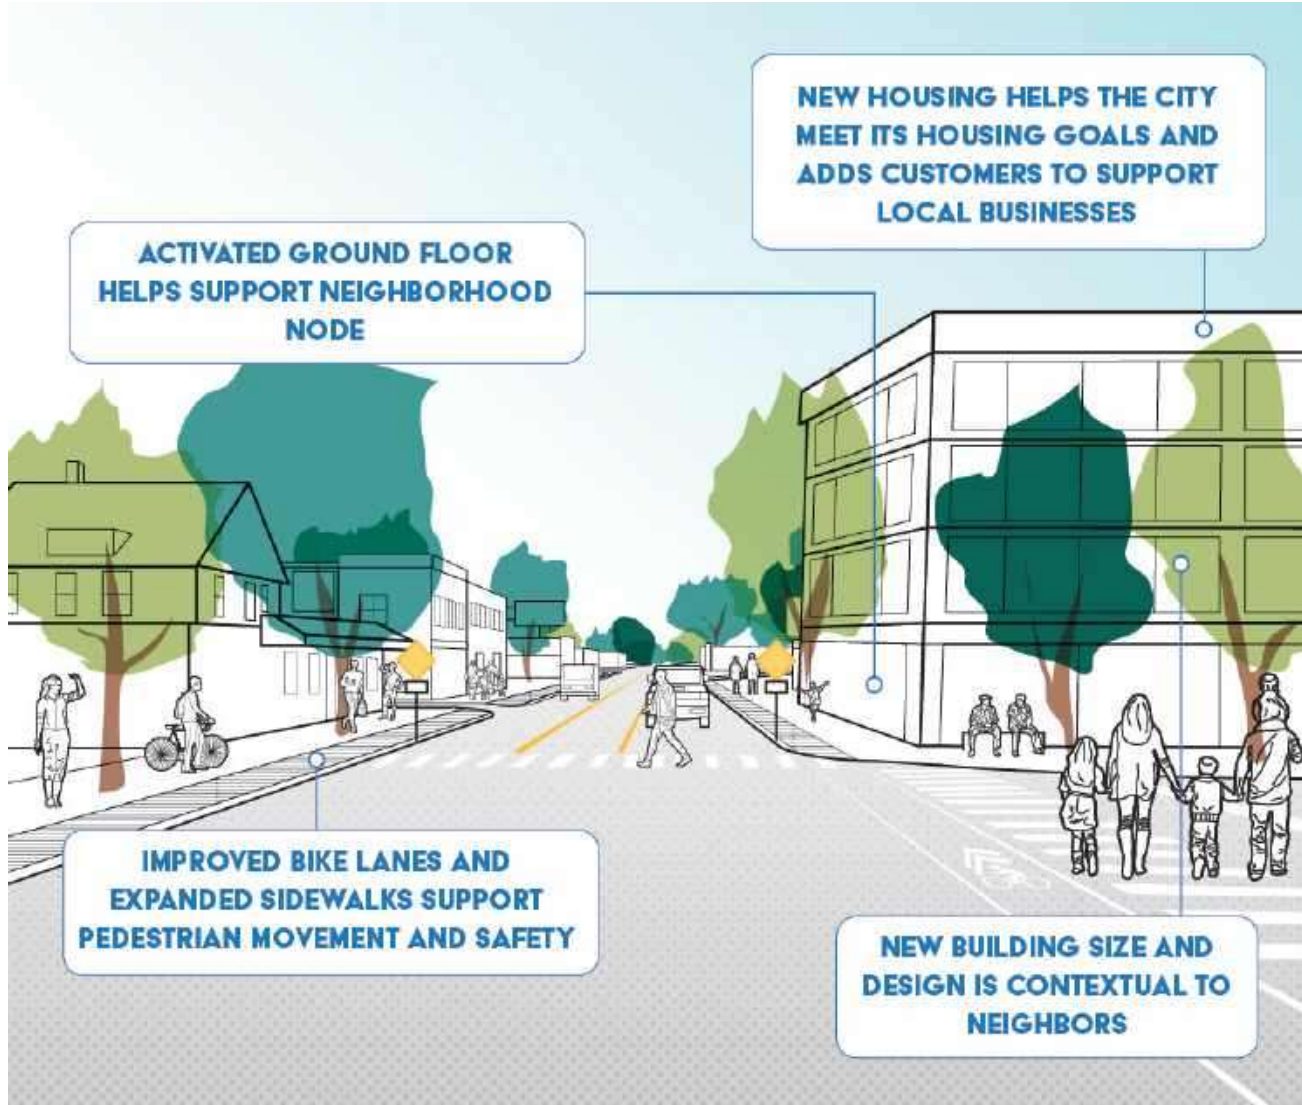 NEW HOUSING HELPS THE CITY
MEET ITS HOUSING GOALS AND
ADDS CUSTOMERS TO SUPPORT
LOCAL BUSINESSES
ACTIVATED GROUND FLOOR
HELPS SUPPORT NEIGHBORHOOD
NODE
IMPROVED BIKE LANES AND
EXPANDED SIDEWALKS SUPPORT
PEDESTRIAN MOVEMENT AND SAFETY
NEW BUILDING SIZE AND
DESIGN IS CONTEXTUAL TO
NEIGHBORS